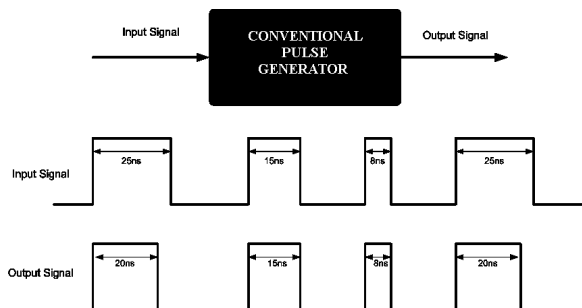 Input Signal
CONVENTIONAL
PULSE
GENERATOR
Output Signal
Input Signal
25ns
15ns
8ns
25ns
Output Signal
20ns
15ns
8ns
20ns